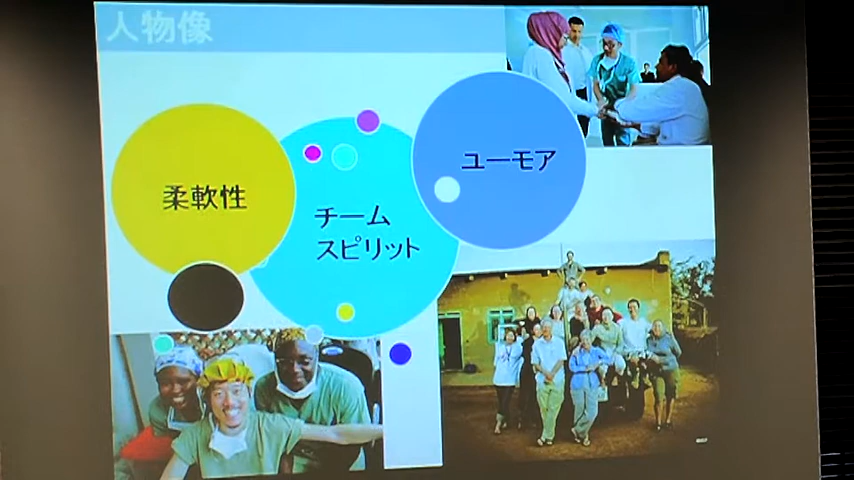 人物像
柔軟性
チーム
スピリット
ユーモア